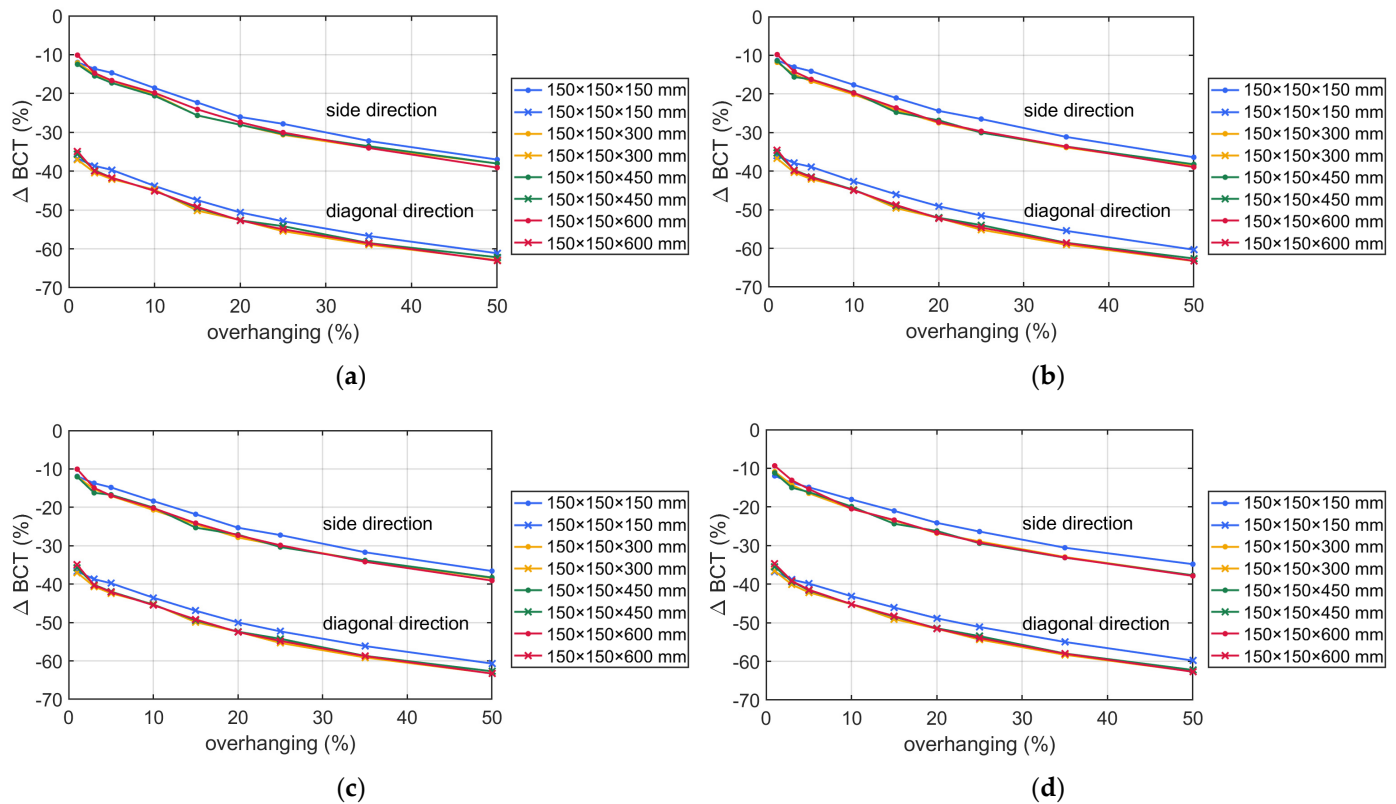 0
-10
-20
-30
-40
-50
-60
-70
Δ BCT (%)
side direction
diagonal direction
0 10 20 30 40 50
overhanging (%)
150×150×150 mm
150×150×150 mm
150×150×300 mm
150×150×300 mm
150×150×450 mm
150×150×450 mm
150×150×600 mm
150×150×600 mm
(a)
0
-10
-20
-30
-40
-50
-60
-70
Δ BCT (%)
side direction
diagonal direction
0 10 20 30 40 50
overhanging (%)
150×150×150 mm
150×150×150 mm
150×150×300 mm
150×150×300 mm
150×150×450 mm
150×150×450 mm
150×150×600 mm
150×150×600 mm
(b)
0
-10
-20
-30
-40
-50
-60
-70
Δ BCT (%)
side direction
diagonal direction
0 10 20 30 40 50
overhanging (%)
150×150×150 mm
150×150×150 mm
150×150×300 mm
150×150×300 mm
150×150×450 mm
150×150×450 mm
150×150×600 mm
150×150×600 mm
(c)
0
-10
-20
-30
-40
-50
-60
-70
Δ BCT (%)
side direction
diagonal direction
0 10 20 30 40 50
overhanging (%)
150×150×150 mm
150×150×150 mm
150×150×300 mm
150×150×300 mm
150×150×450 mm
150×150×450 mm
150×150×600 mm
150×150×600 mm
(d)